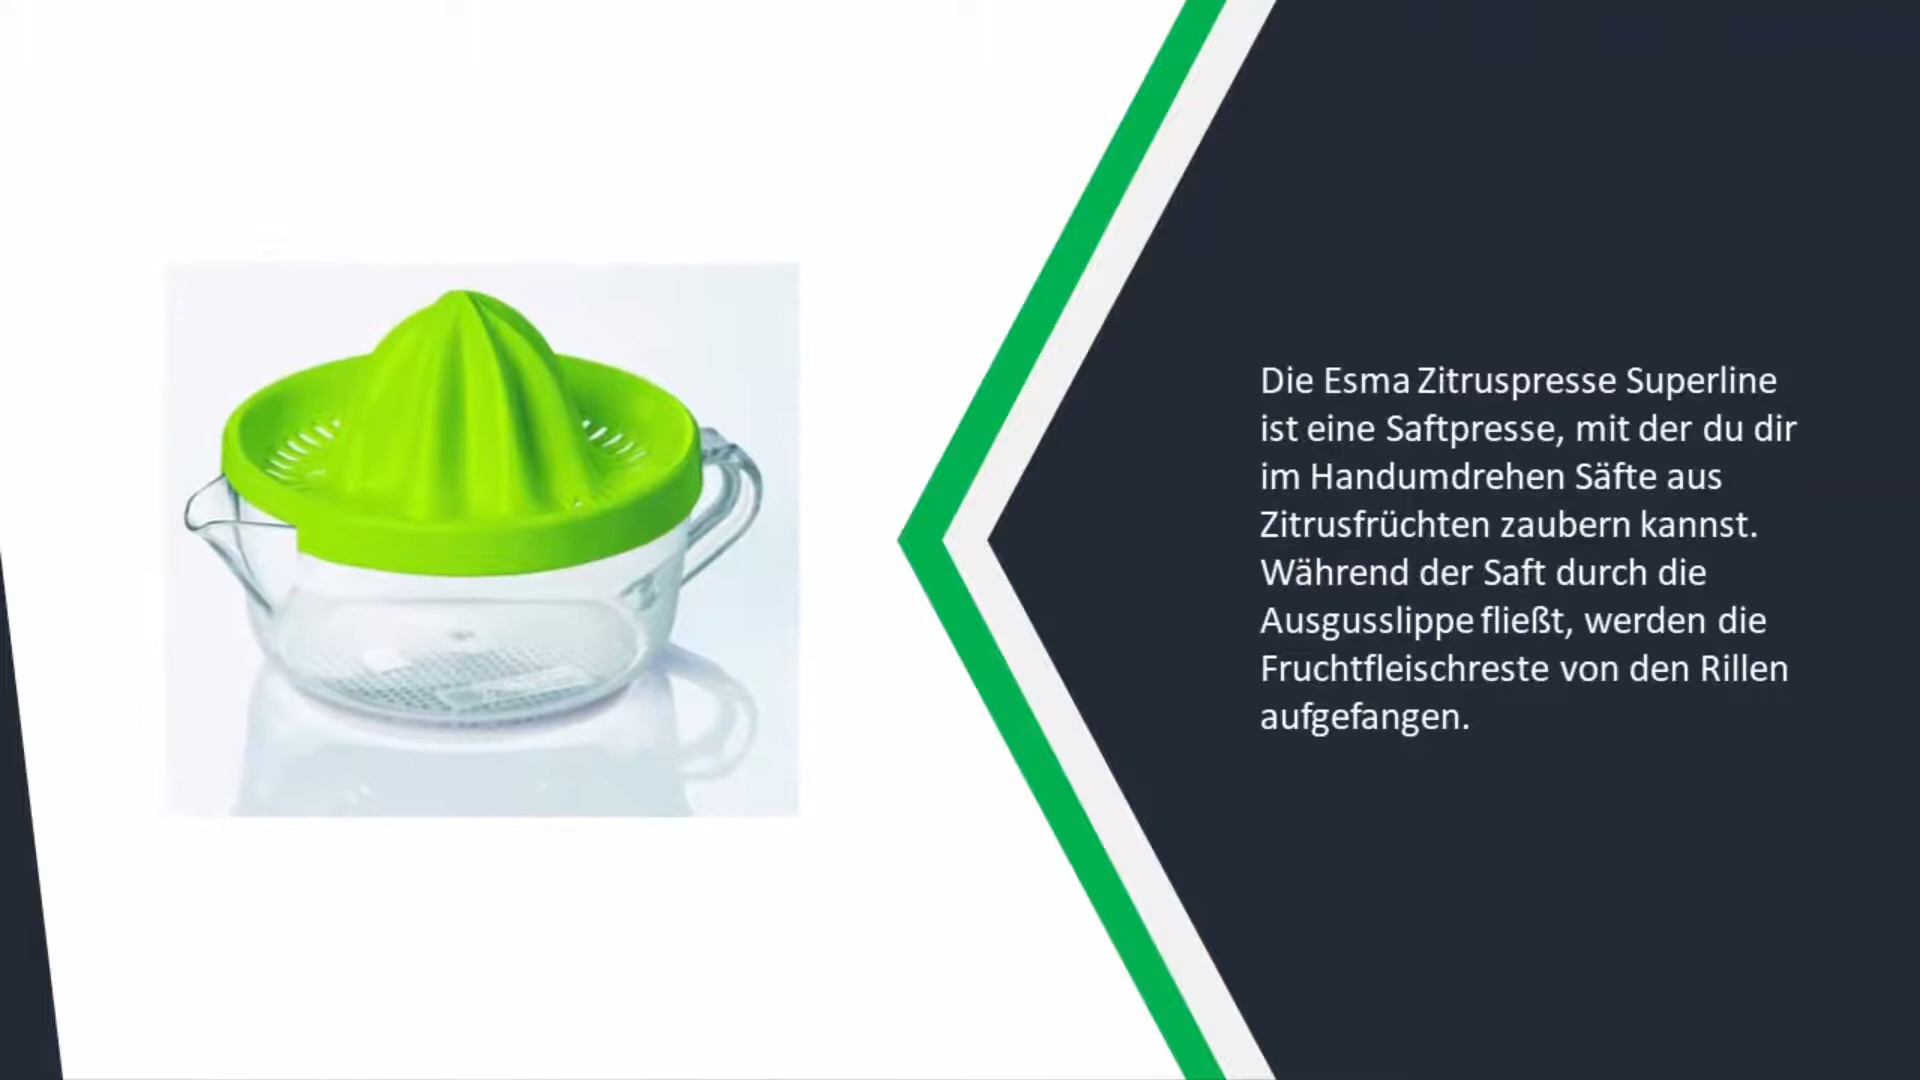 Die Esma Zitruspresse Superline
ist eine Saftpresse, mit der du dir
im Handumdrehen Säfte aus
Zitrusfrüchten zaubern kannst.
Während der Saft durch die
Ausgusslippe fließt, werden die
Fruchtfleischreste von den Rillen
aufgefangen.